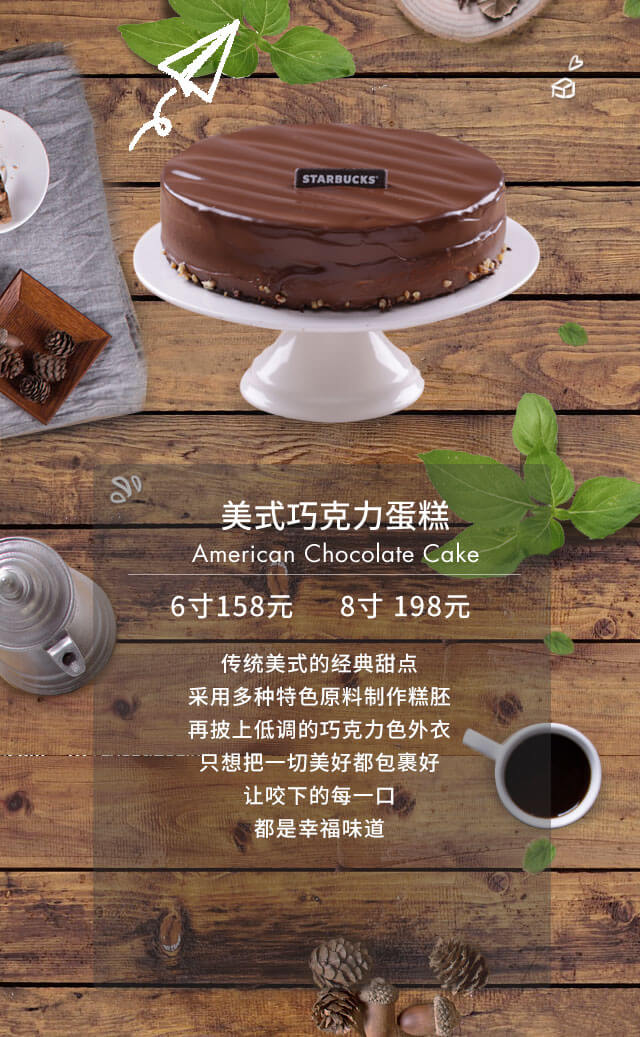 STARBUCKS
美式巧克力蛋糕
American Chocolate Cake
6寸158元 8寸 198元
传统美式的经典甜点
采用多种特色原料制作糕胚
再披上低调的巧克力色外衣
只想把一切美好都包裹好
让咬下的每一口
都是幸福味道